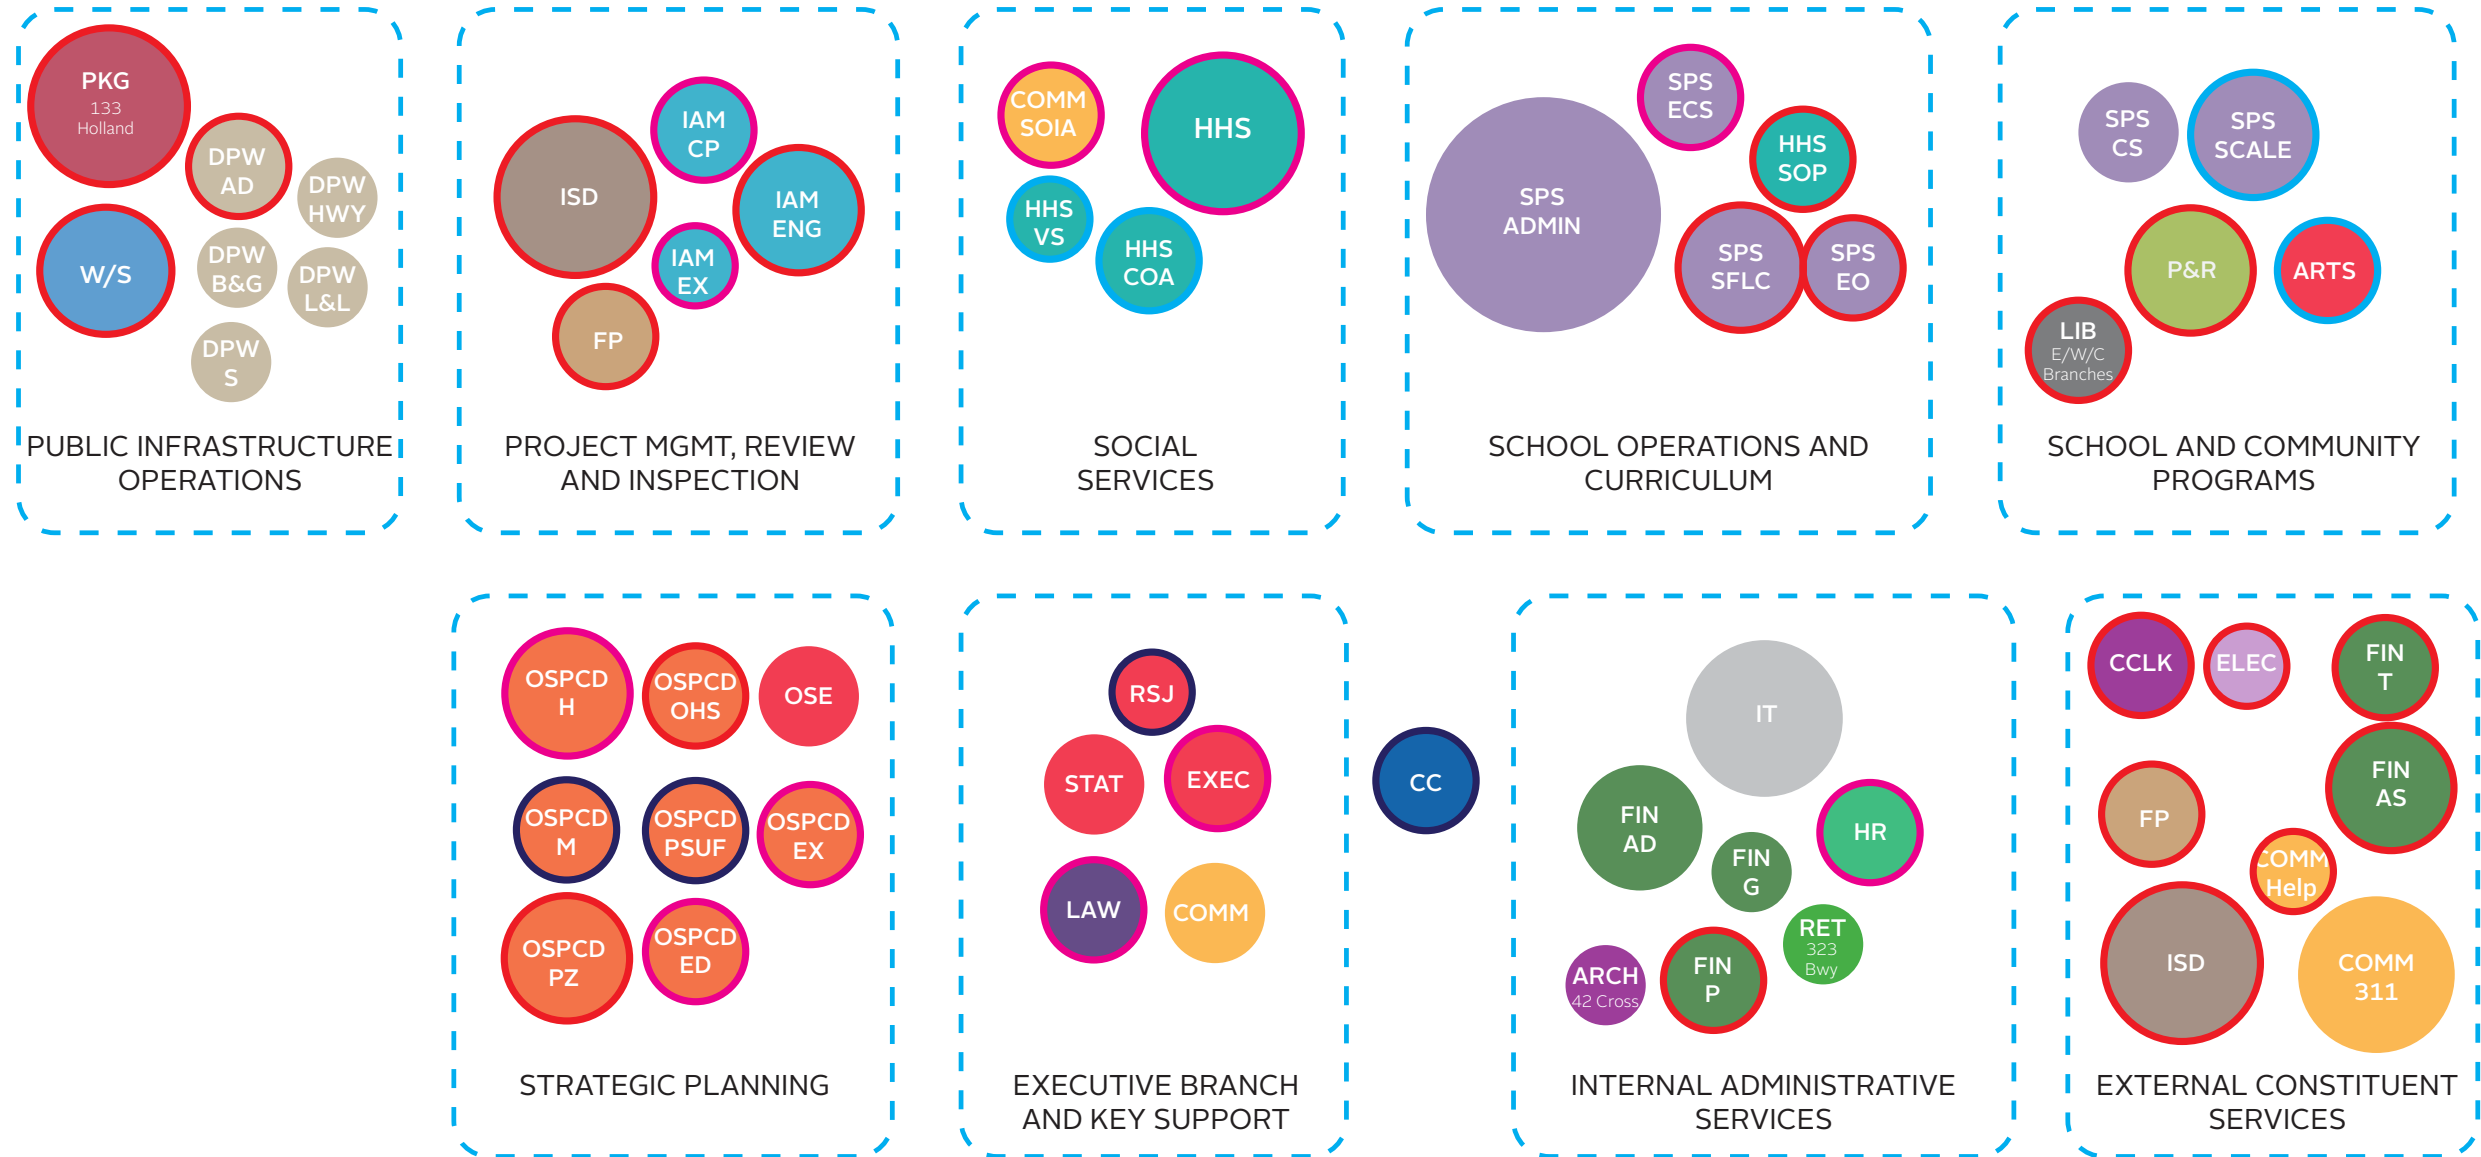 PKG
133
Holland
DPW
AD
DPW
HWY
W/S
DPW
B&G
DPW
L&L
DPW
S
PUBLIC INFRASTRUCTURE
OPERATIONS
IAM
CP
ISD
IAM
ENG
IAM
EX
FP
PROJECT MGMT, REVIEW
AND INSPECTION
COMM
SOIA
HHS
HHS
VS
HHS
COA
SOCIAL
SERVICES
SPS
ECS
HHS
SOP
SPS
ADMIN
SPS
SFLC
SPS
EO
SCHOOL OPERATIONS AND
CURRICULUM
SPS
CS
SPS
SCALE
P&R
ARTS
LIB
E/W/C
Branches
SCHOOL AND COMMUNITY
PROGRAMS
OSPCD
H
OSPCD
OHS
OSE
OSPCD
M
OSPCD
PSUF
OSPCD
EX
OSPCD
PZ
OSPCD
ED
STRATEGIC PLANNING
RSJ
STAT
EXEC
LAW
COMM
EXECUTIVE BRANCH
AND KEY SUPPORT
CC
IT
FIN
AD
HR
FIN
G
RET
323
Bwy
ARCH
42 Cross
FIN
P
INTERNAL ADMINISTRATIVE
SERVICES
CCLK
ELEC
FIN
T
FIN
AS
FP
COMM
Help
ISD
COMM
311
EXTERNAL CONSTITUENT
SERVICES